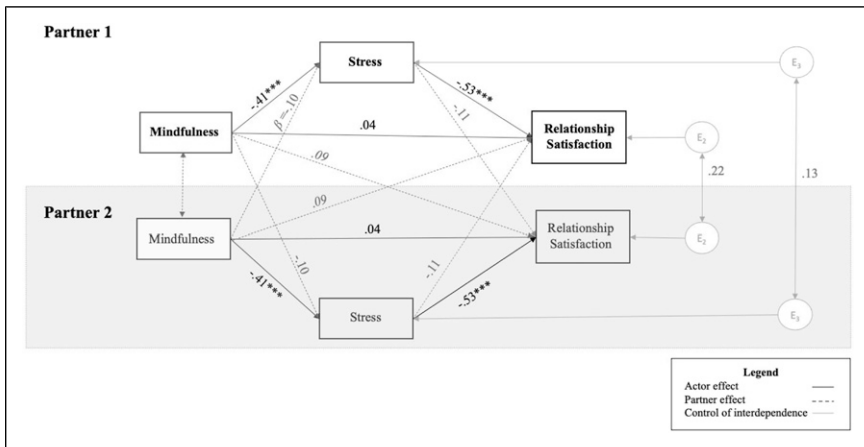 Partner 1
Stress
E3
-.41***
β =-.10
-.53***
-.11
Mindfulness
.04
Relationship
Satisfaction
E2
.09
.22
.13
Partner 2
.09
Mindfulness
.04
Relationship
Satisfaction
E2
-.10
-.11
-.41***
-.53***
Stress
E3
Legend
Actor effect
Partner effect
Control of interdependence